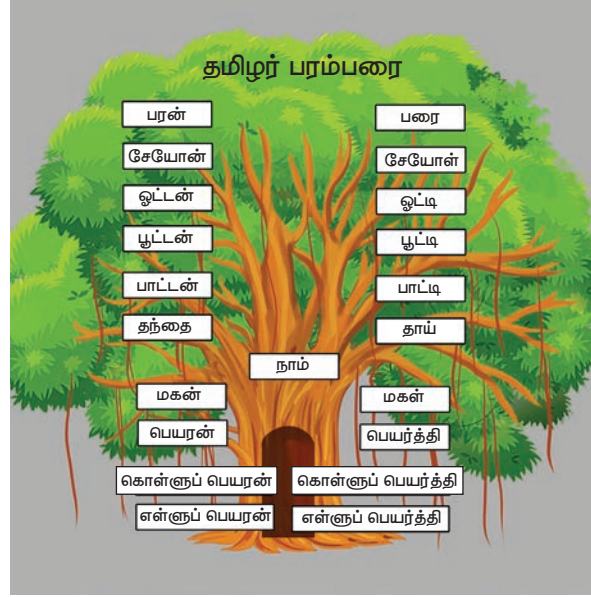 தமிழர் பரம்பரை
பரன் பரை
சேயோன் சேயோள்
ஓட்டன் ஓட்டி
பூட்டன் பூட்டி
பாட்டன் பாட்டி
தந்தை தாய்
நாம்
மகன் மகள்
பெயரன் பெயர்த்தி
கொள்ளுப் பெயரன் கொள்ளுப் பெயர்த்தி
எள்ளுப் பெயரன் எள்ளுப் பெயர்த்தி